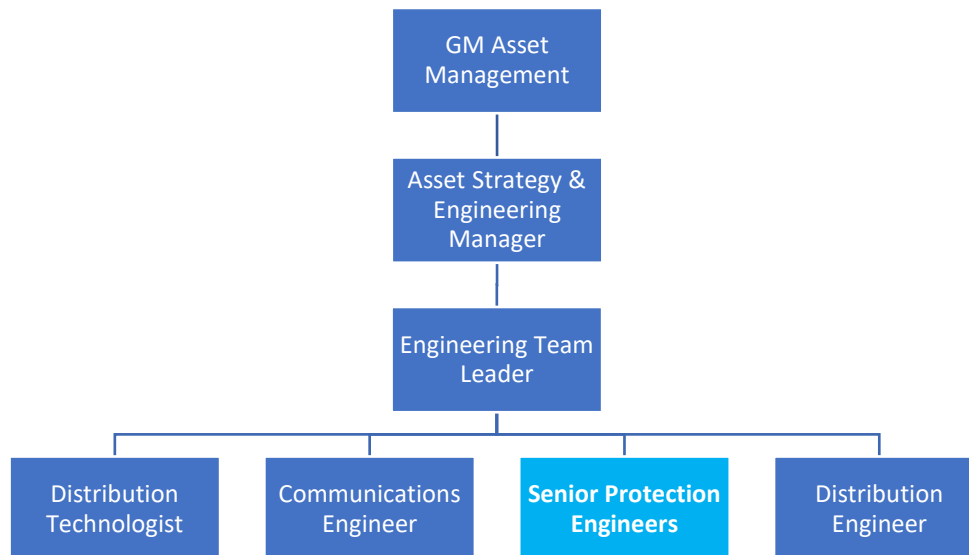 GM Asset
Management
Asset Strategy &
Engineering
Manager
Engineering Team
Leader
Distribution
Technologist
Communications
Engineer
Senior Protection
Engineers
Distribution
Engineer